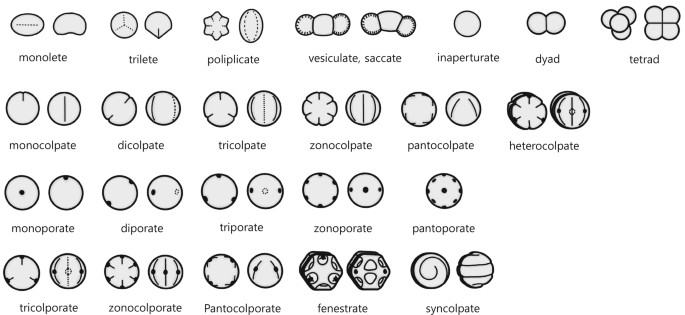 monolete trilete poliplicate vesiculate, saccate inaperturate dyad tetrad
monocolpate dicolpate tricolpate zonocolpate pantocolpate heterocolpate
monoporate diporate triporate zonoporate pantoporate
tricolporate zonocolporate Pantocolporate fenestrate syncolpate